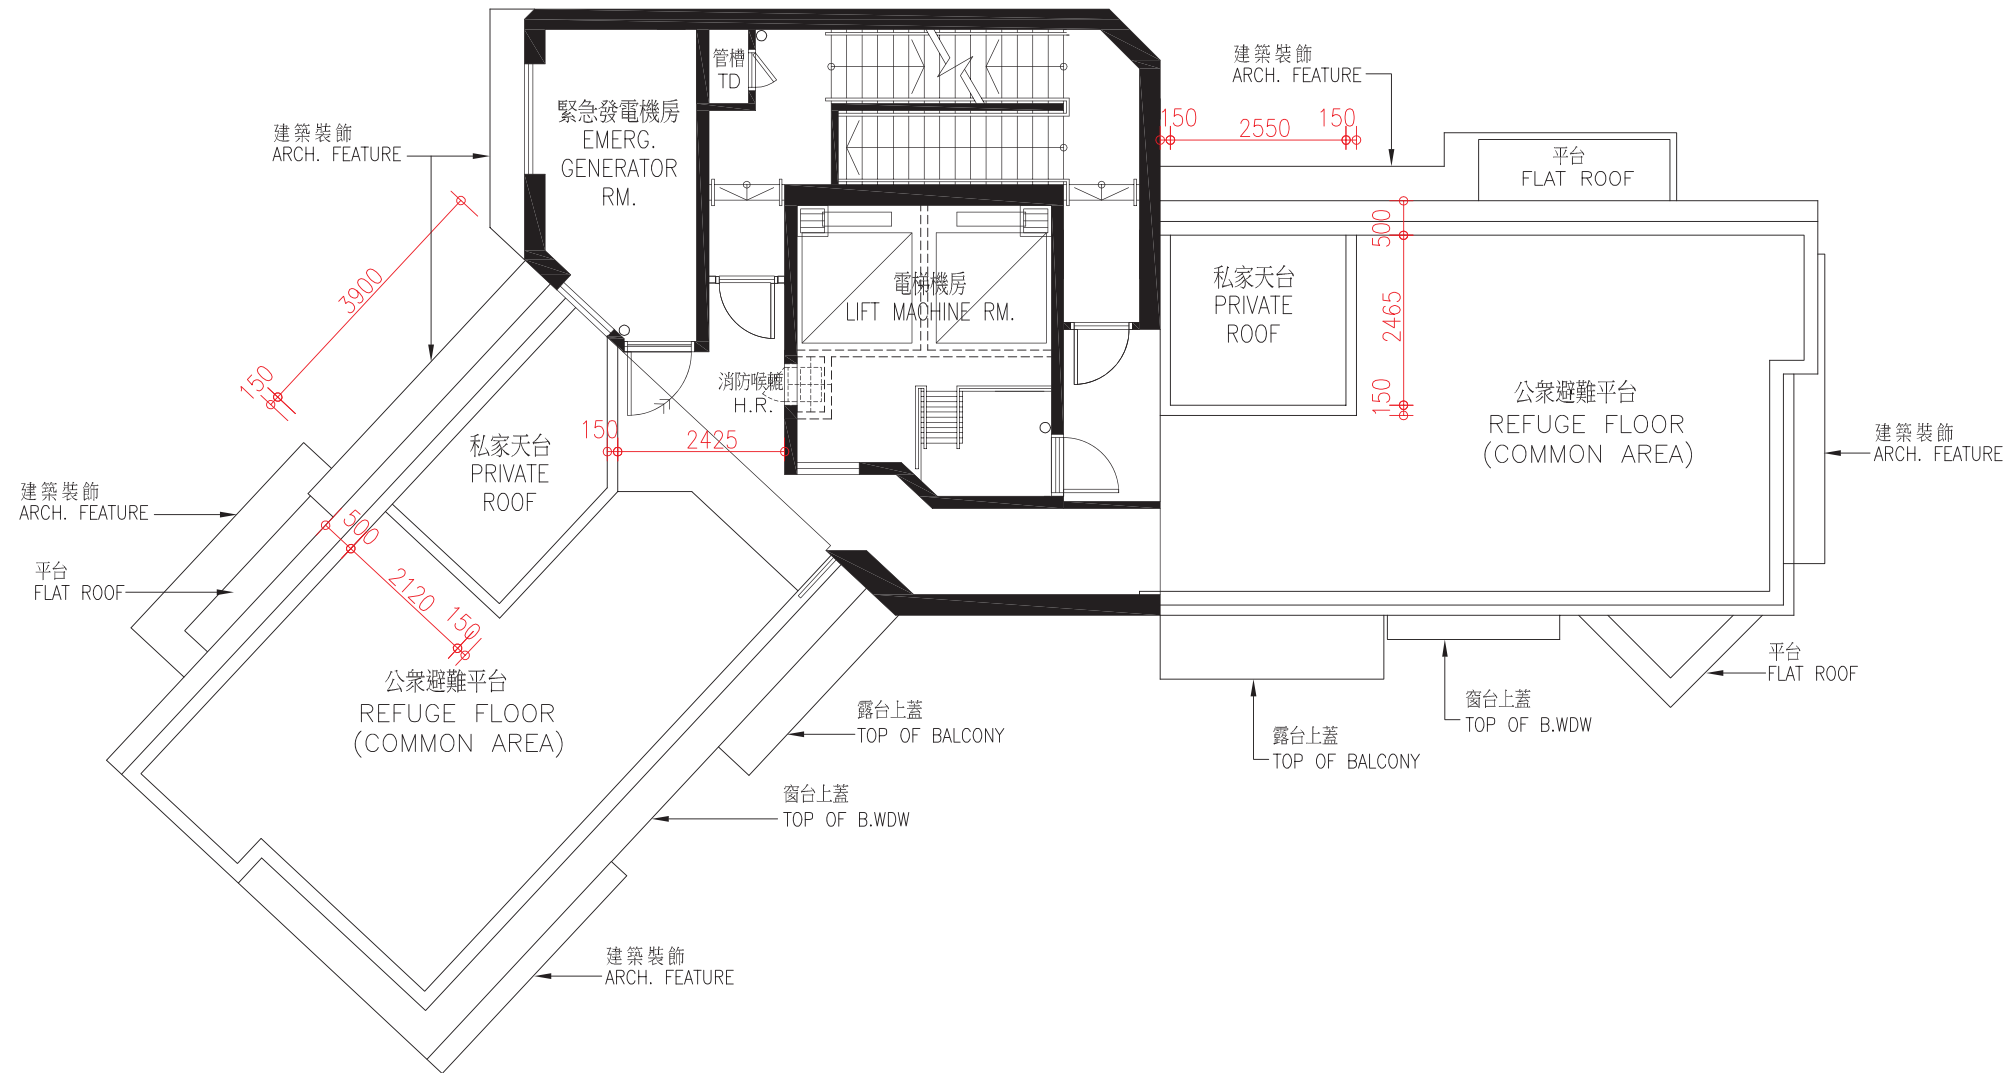 管槽
TD
緊急發電機房
EMERG.
GENERATOR
RM.
建築裝飾
ARCH. FEATURE
建築裝飾
ARCH. FEATURE
150
2550
150
平台
FLAT ROOF
500
2465
150
私家天台
PRIVATE
ROOF
電梯機房
LIFT MACHINE RM.
3900
150
消防喉轆
H.R.
150
2425
私家天台
PRIVATE
ROOF
公衆避難平台
REFUGE FLOOR
(COMMON AREA)
建築裝飾
ARCH. FEATURE
建築裝飾
ARCH. FEATURE
500
2120
150
平台
FLAT ROOF
公衆避難平台
REFUGE FLOOR
(COMMON AREA)
平台
FLAT ROOF
窗台上蓋
TOP OF B.WDW
露台上蓋
TOP OF BALCONY
露台上蓋
TOP OF BALCONY
窗台上蓋
TOP OF B.WDW
建築裝飾
ARCH. FEATURE